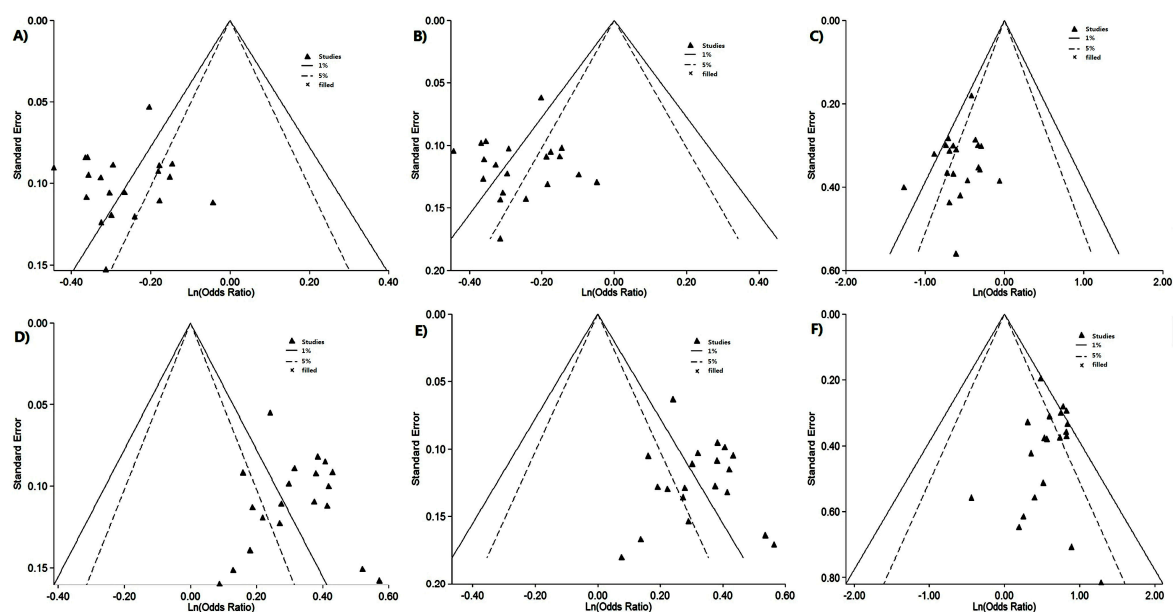 A)
0.00
0.05
0.10
0.15
Standard Error
-0.40
-0.20
0.00
0.20
0.40
Ln(Odds Ratio)
Studies
1%
5%
filled
B)
0.00
0.05
0.10
0.15
0.20
Standard Error
-0.40
-0.20
0.00
0.20
0.40
Ln(Odds Ratio)
Studies
1%
5%
filled
C)
0.00
0.20
0.40
0.60
Standard Error
-2.00
-1.00
0.00
1.00
2.00
Ln(Odds Ratio)
Studies
1%
5%
filled
D)
0.00
0.05
0.10
0.15
Standard Error
-0.40
-0.20
0.00
0.20
0.40
0.60
Ln(Odds Ratio)
Studies
1%
5%
filled
E)
0.00
0.05
0.10
0.15
0.20
Standard Error
-0.40
-0.20
0.00
0.20
0.40
0.60
Ln(Odds Ratio)
Studies
1%
5%
filled
F)
0.00
0.20
0.40
0.60
0.80
Standard Error
-2.00
-1.00
0.00
1.00
2.00
Ln(Odds Ratio)
Studies
1%
5%
filled